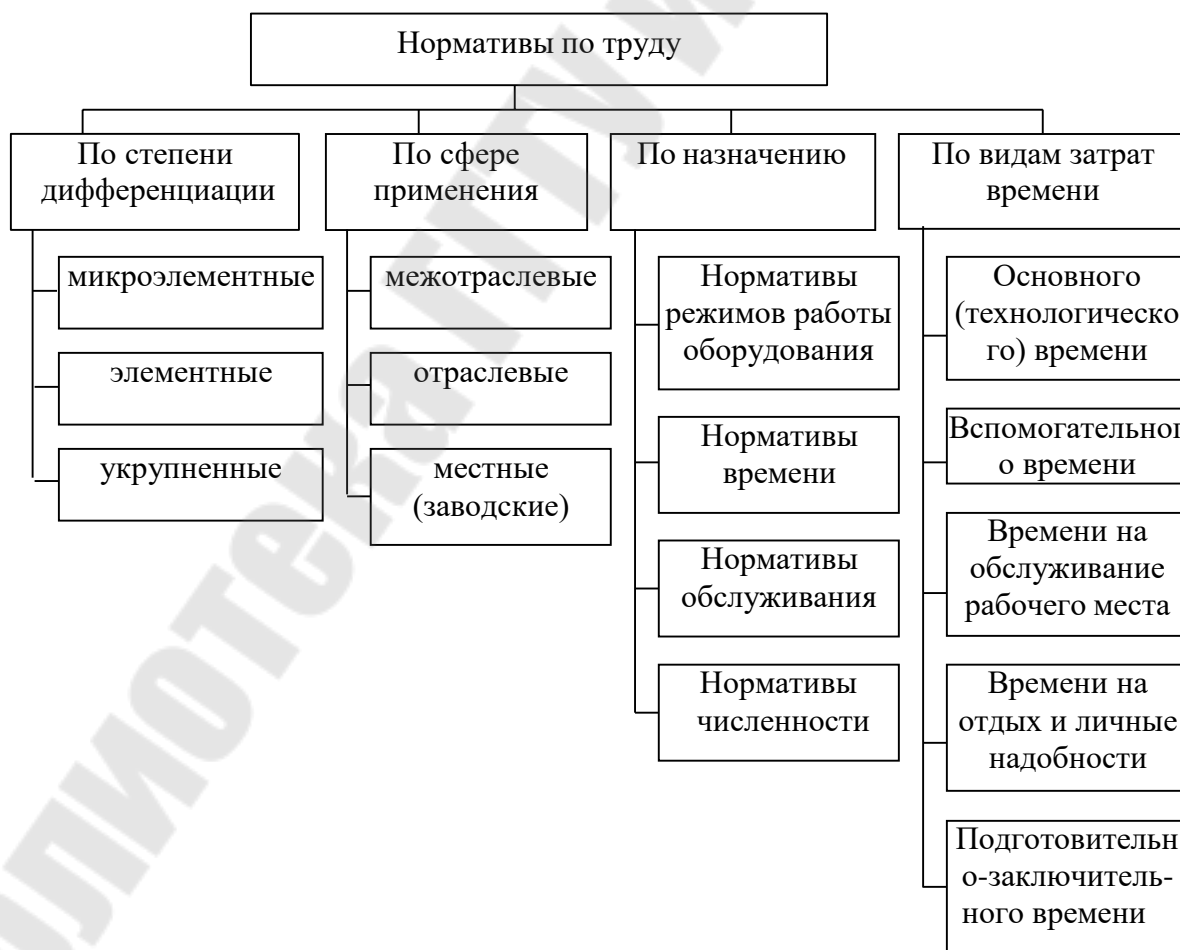 Нормативы по труду
По степени
дифференциации
микроэлементные
элементные
укрупненные
По сфере
применения
межотраслевые
отраслевые
местные
(заводские)
По назначению
Нормативы
режимов работы
оборудования
Нормативы
времени
Нормативы
обслуживания
Нормативы
численности
По видам затрат
времени
Основного
(технологическо
го) времени
Вспомогательног
о времени
Времени на
обслуживание
рабочего места
Времени на
отдых и личные
надобности
Подготовительн
о-заключитель-
ного времени
ГГТУ